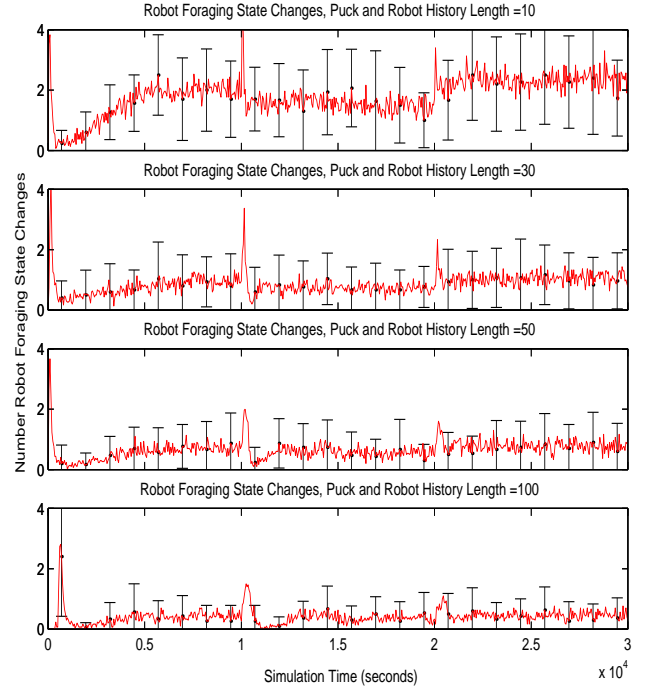 Robot Foraging State Changes, Puck and Robot History Length =10
4
2
0
Robot Foraging State Changes, Puck and Robot History Length =30
4
2
0
Robot Foraging State Changes, Puck and Robot History Length =50
4
2
0
Robot Foraging State Changes, Puck and Robot History Length =100
4
2
0
Number Robot Foraging State Changes
0 0.5 1 1.5 2 2.5 3
x 10^4
Simulation Time (seconds)